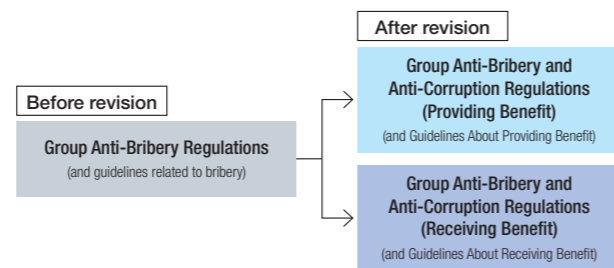 Before revision
Group Anti-Bribery Regulations
(and guidelines related to bribery)
After revision
Group Anti-Bribery and
Anti-Corruption Regulations
(Providing Benefit)
(and Guidelines About Providing Benefit)
Group Anti-Bribery and
Anti-Corruption Regulations
(Receiving Benefit)
(and Guidelines About Receiving Benefit)